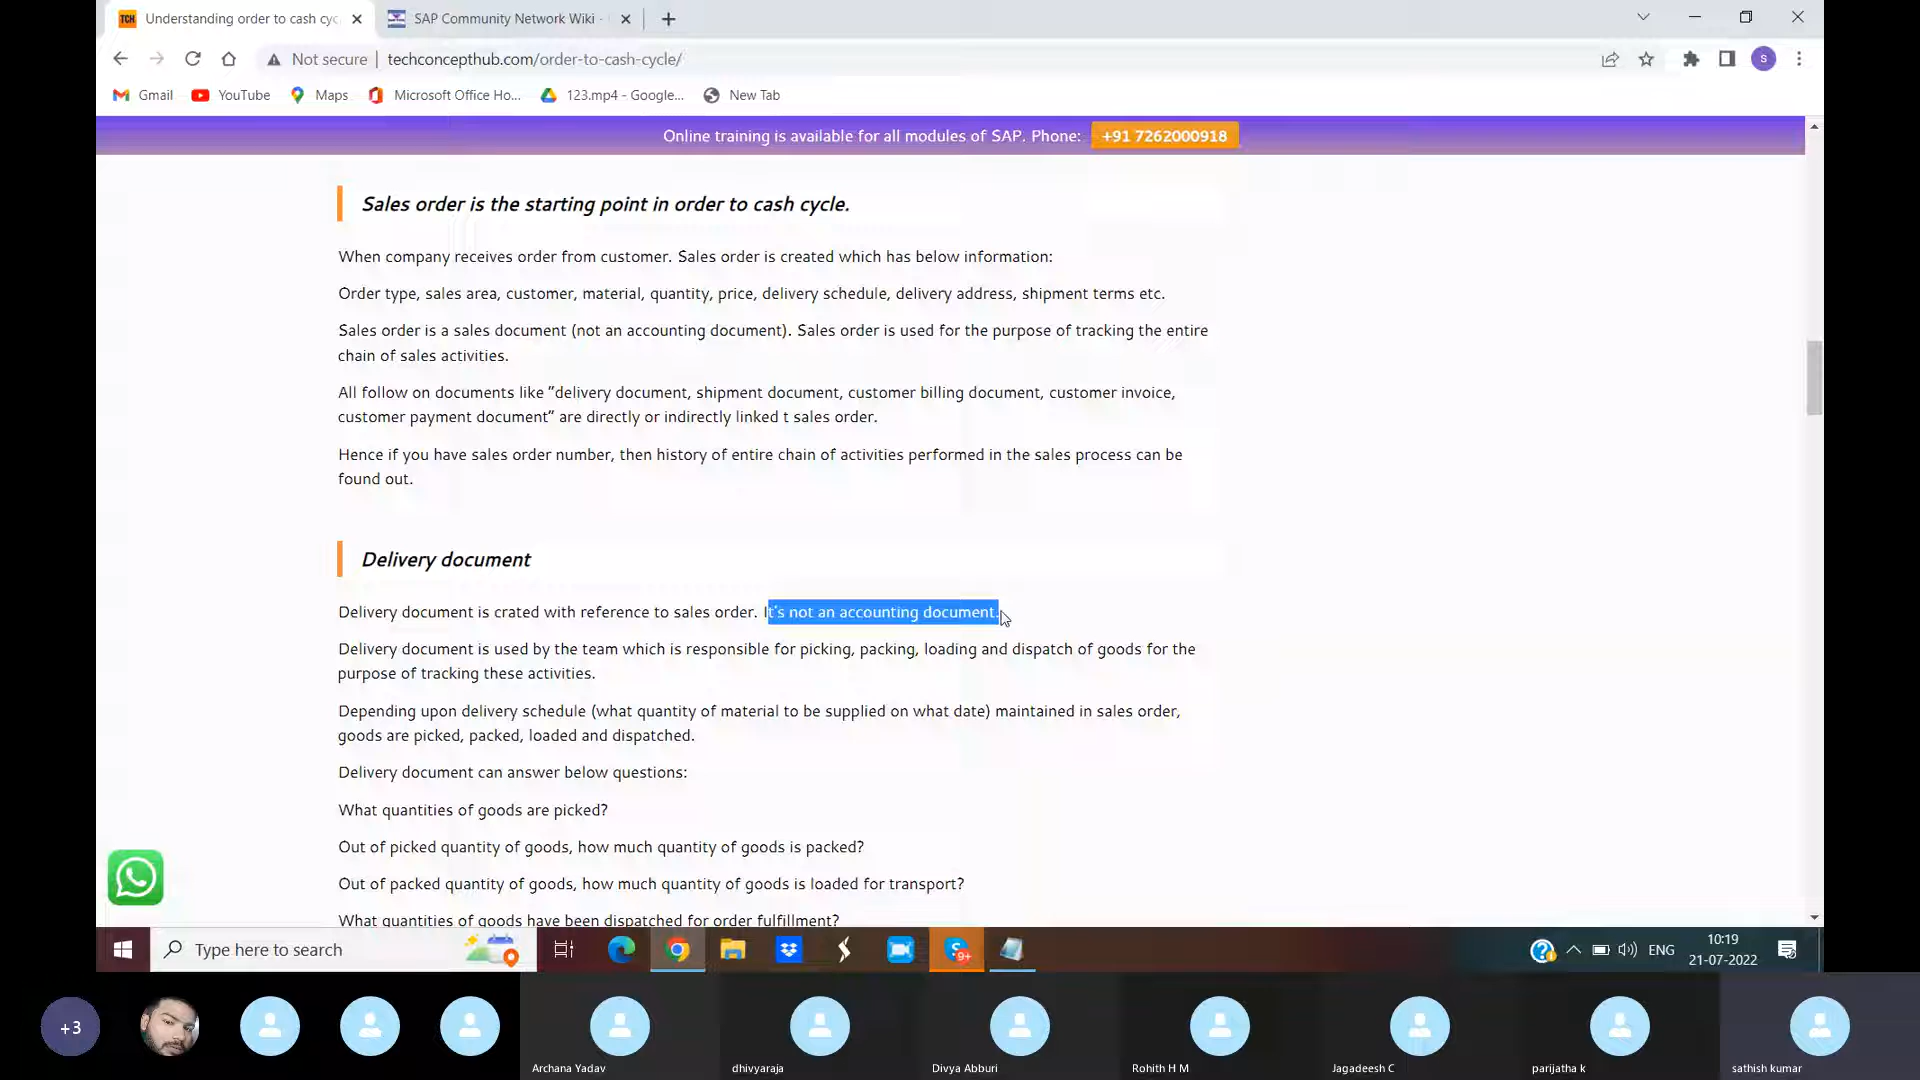 Understanding order to cash cyc
SAP Community Network Wiki -
Not secure
techconcepthub.com/order-to-cash-cycle/
S
Gmail
YouTube
Maps
Microsoft Office Ho...
123.mp4 - Google...
New Tab
Online training is available for all modules of SAP. Phone: +91 7262000918
Sales order is the starting point in order to cash cycle.
When company receives order from customer. Sales order is created which has below information:
Order type, sales area, customer, material, quantity, price, delivery schedule, delivery address, shipment terms etc.
Sales order is a sales document (not an accounting document). Sales order is used for the purpose of tracking the entire
chain of sales activities.
All follow on documents like ”delivery document, shipment document, customer billing document, customer invoice,
customer payment document” are directly or indirectly linked t sales order.
Hence if you have sales order number, then history of entire chain of activities performed in the sales process can be
found out.
Delivery document
Delivery document is crated with reference to sales order. It’s not an accounting document.
Delivery document is used by the team which is responsible for picking, packing, loading and dispatch of goods for the
purpose of tracking these activities.
Depending upon delivery schedule (what quantity of material to be supplied on what date) maintained in sales order,
goods are picked, packed, loaded and dispatched.
Delivery document can answer below questions:
What quantities of goods are picked?
Out of picked quantity of goods, how much quantity of goods is packed?
Out of packed quantity of goods, how much quantity of goods is loaded for transport?
What quantities of goods have been dispatched for order fulfillment?
Type here to search
9+
ENG
10:19
21-07-2022
+3
Archana Yadav
dhivyaraja
Divya Abburi
Rohith H M
Jagadeesh C
parijatha k
sathish kumar
TCH